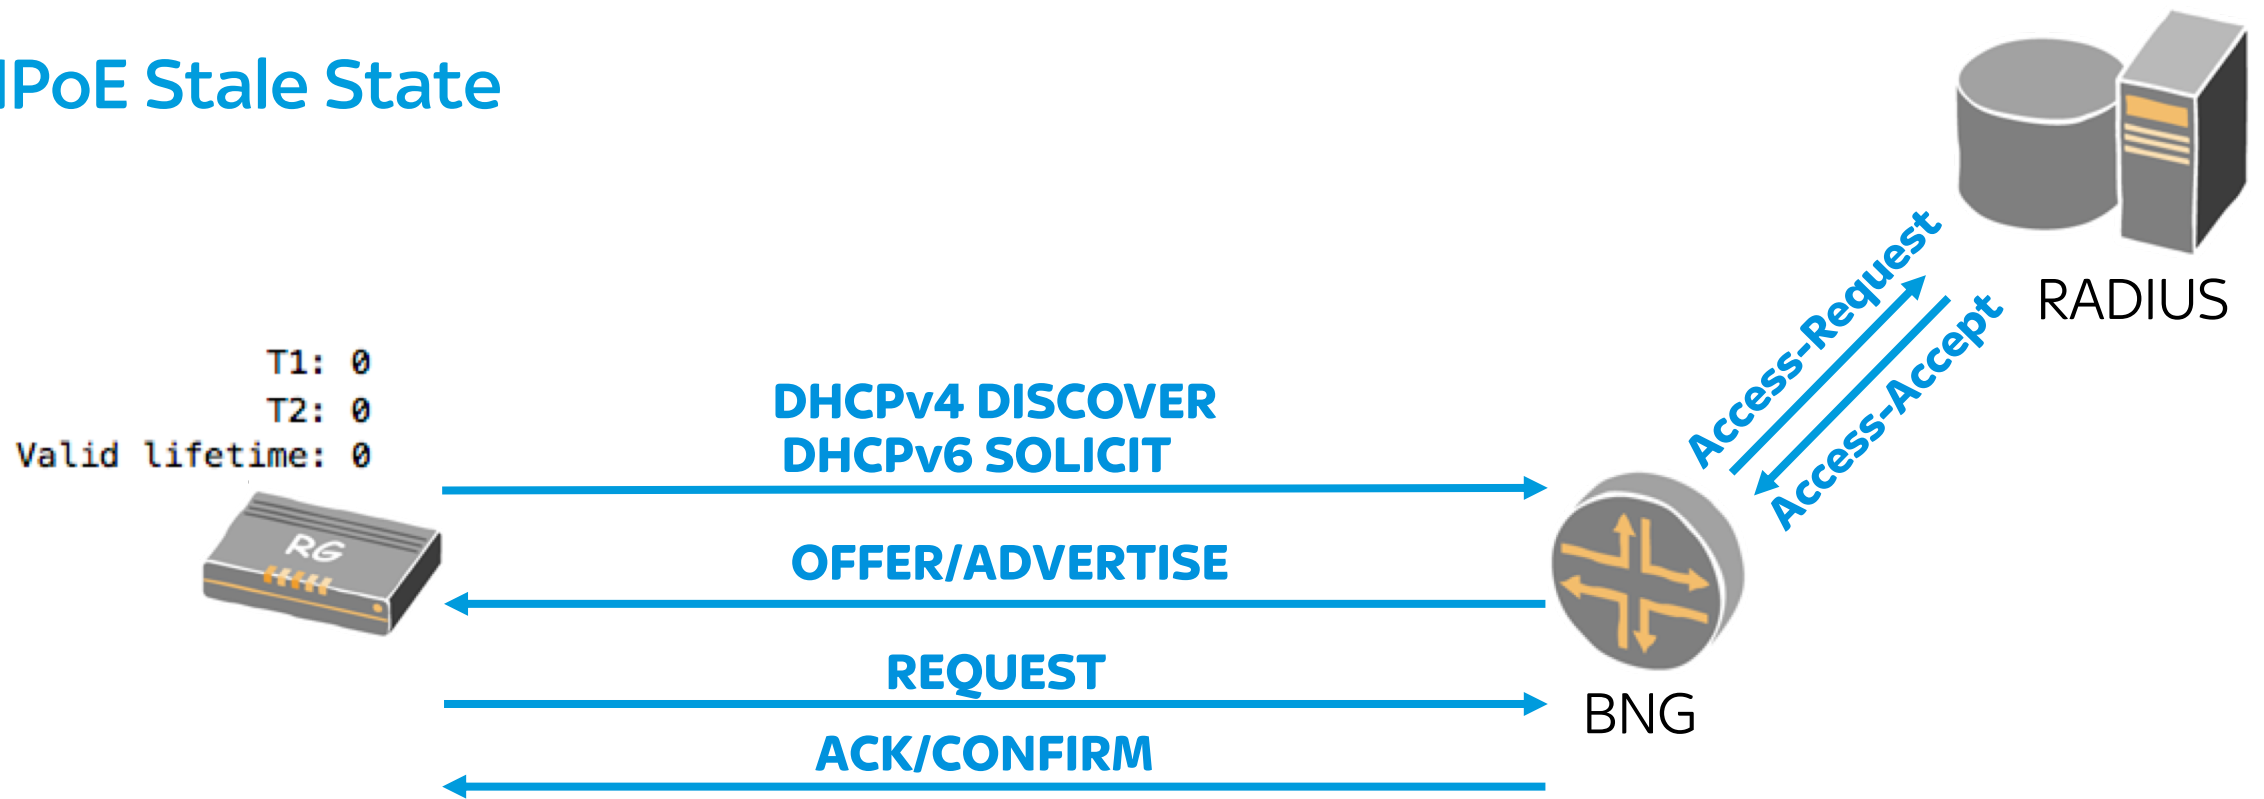 IPoE Stale State
RADIUS
Access-Request
Access-Accept
T1: 0
T2: 0
Valid lifetime: 0
DHCPv4 DISCOVER
DHCPv6 SOLICIT
RG
OFFER/ADVERTISE
REQUEST
BNG
ACK/CONFIRM